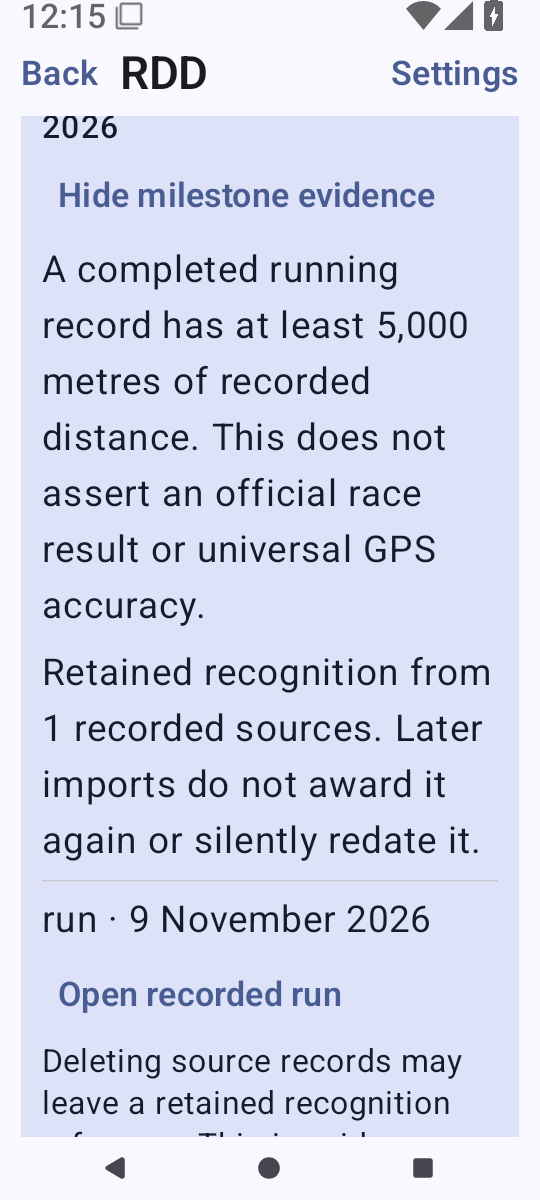 12:15
Back RDD Settings
2026
Hide milestone evidence
A completed running
record has at least 5,000
metres of recorded
distance. This does not
assert an official race
result or universal GPS
accuracy.
Retained recognition from
1 recorded sources. Later
imports do not award it
again or silently redate it.
run · 9 November 2026
Open recorded run
Deleting source records may
leave a retained recognition